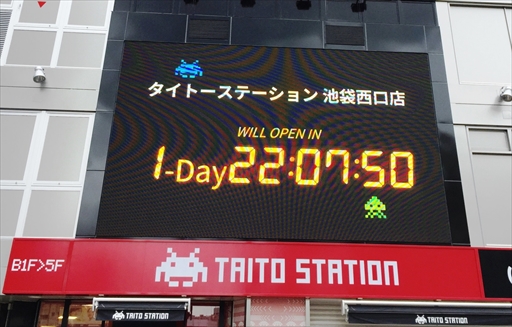 タイトーステーション 池袋西口店
WILL OPEN IN
1-Day 22:07:50
B1F>5F
TAITO STATION
TAITO STATION
TAITO STATION